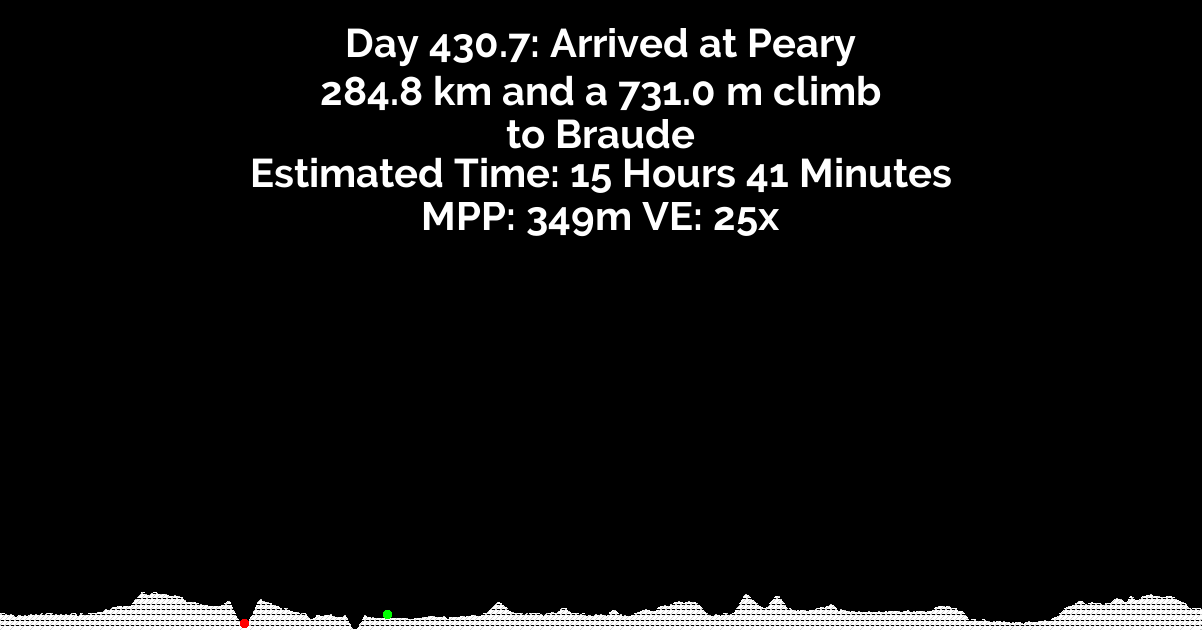 Day 430.7: Arrived at Peary
284.8 km and a 731.0 m climb
to Braude
Estimated Time: 15 Hours 41 Minutes
MPP: 349m VE: 25x